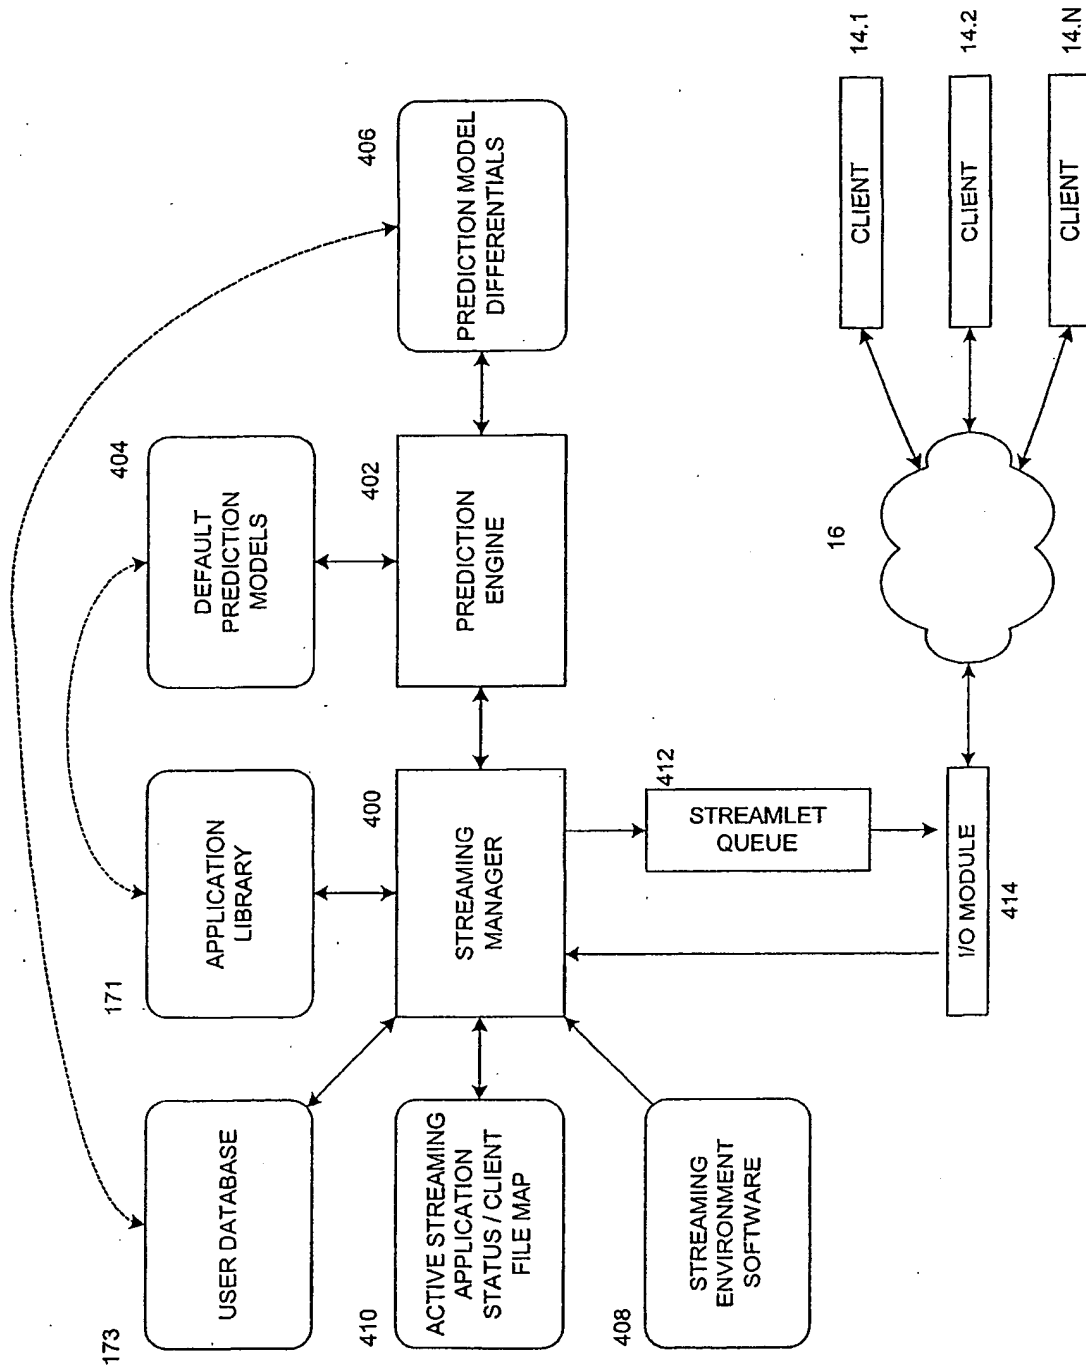 173
USER DATABASE
171
APPLICATION
LIBRARY
404
DEFAULT
PREDICTION
MODELS
410
ACTIVE STREAMING
APPLICATION
STATUS / CLIENT
FILE MAP
400
STREAMING
MANAGER
402
PREDICTION
ENGINE
406
PREDICTION MODEL
DIFFERENTIALS
408
STREAMING
ENVIRONMENT
SOFTWARE
412
STREAMLET
QUEUE
I/O MODULE
414
16
CLIENT
14.1
CLIENT
14.2
CLIENT
14.N